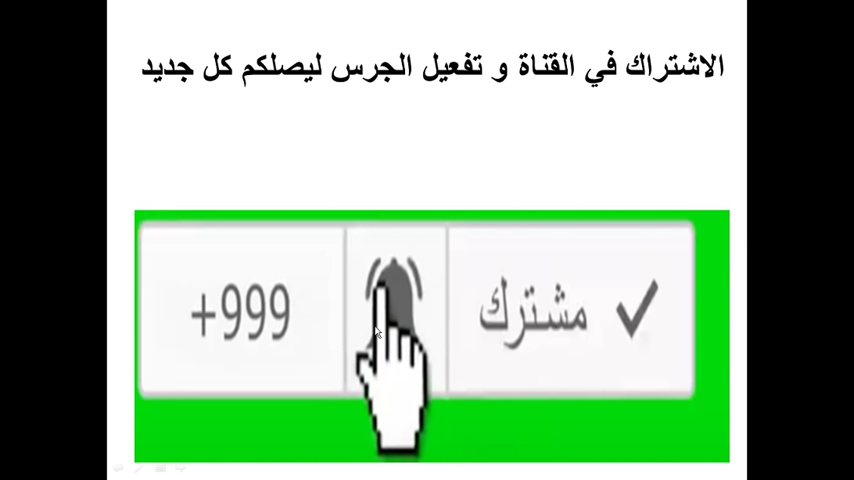 الاشتراك في القناة و تفعيل الجرس ليصلكم كل جديد
مشترك
+999